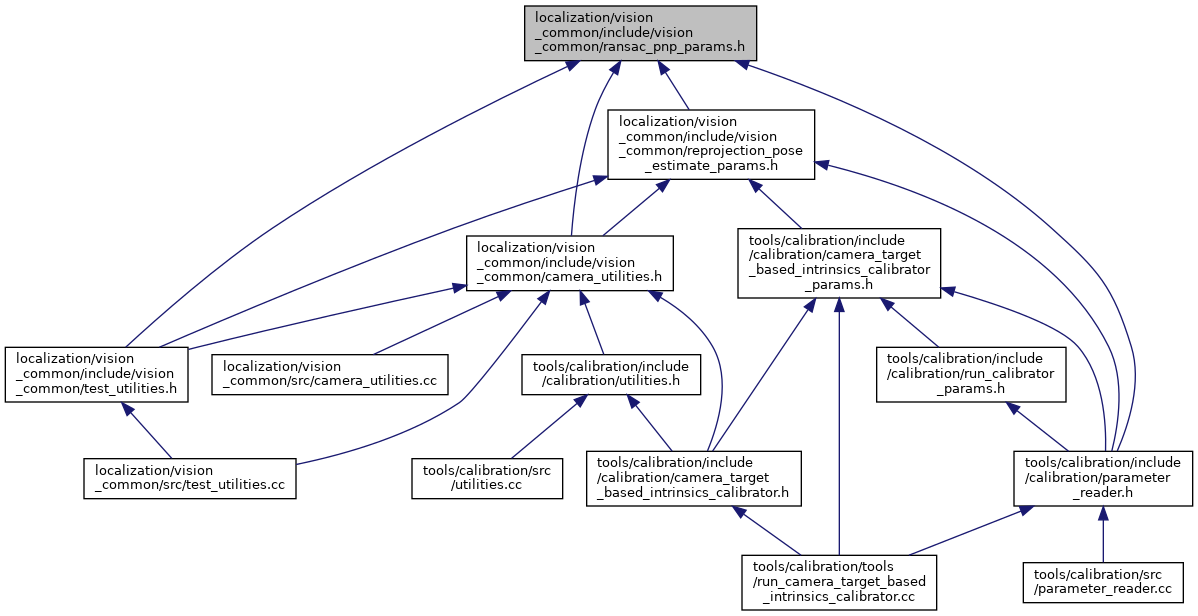 localization/vision
_common/include/vision
_common/ransac_pnp_params.h
localization/vision
_common/include/vision
_common/reprojection_pose
_estimate_params.h
localization/vision
_common/include/vision
_common/camera_utilities.h
tools/calibration/include
/calibration/camera_target
_based_intrinsics_calibrator
_params.h
localization/vision
_common/include/vision
_common/test_utilities.h
localization/vision
_common/src/camera_utilities.cc
tools/calibration/include
/calibration/utilities.h
tools/calibration/include
/calibration/run_calibrator
_params.h
localization/vision
_common/src/test_utilities.cc
tools/calibration/src
/utilities.cc
tools/calibration/include
/calibration/camera_target
_based_intrinsics_calibrator.h
tools/calibration/include
/calibration/parameter
_reader.h
tools/calibration/tools
/run_camera_target_based
_intrinsics_calibrator.cc
tools/calibration/src
/parameter_reader.cc